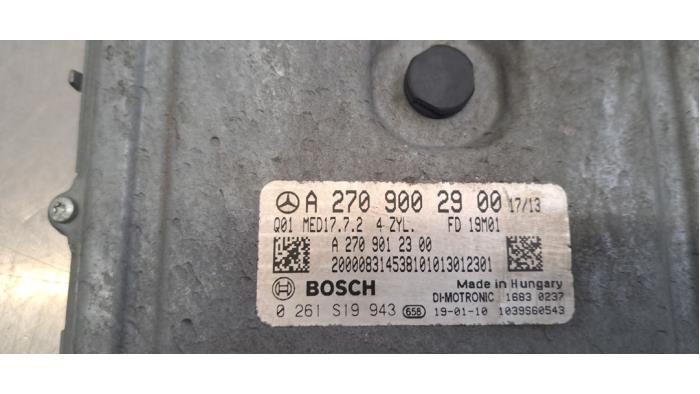 A 270 900 29 00 17/13
Q01 MED17.7.2 4 ZYL. FD 19M01
A 270 901 23 00
20000831453B101013012301
BOSCH Made in Hungary
DI-MOTRONIC 1683 0237
0 261 S19 943 658 19-01-10 1039S60543